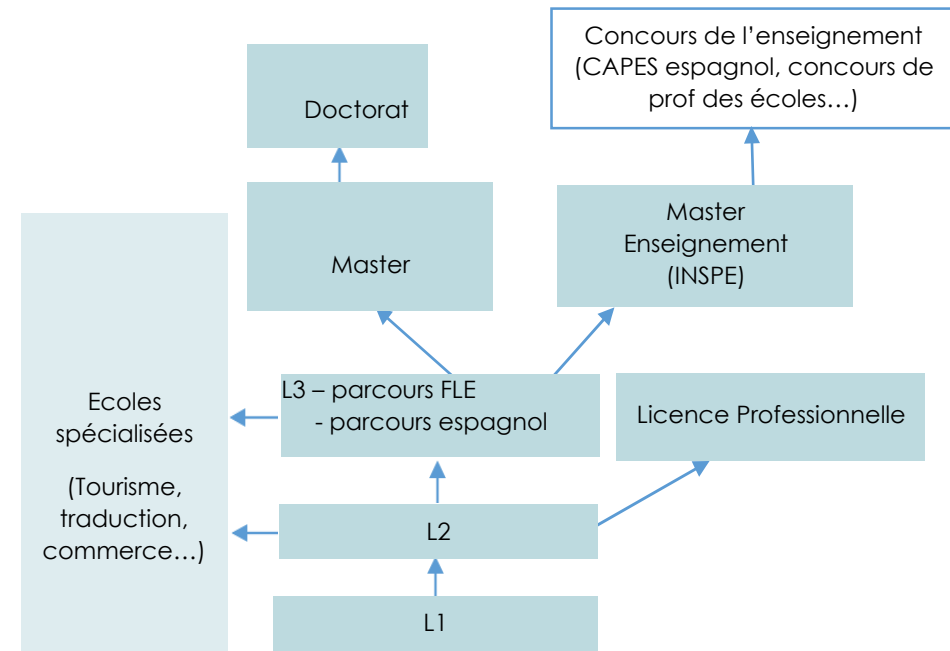 Concours de l’enseignement
(CAPES espagnol, concours de
prof des écoles…)
Doctorat
Master
Master
Enseignement
(INSPE)
L3 – parcours FLE
- parcours espagnol
Licence Professionnelle
Ecoles
spécialisées
(Tourisme,
traduction,
commerce…)
L2
L1